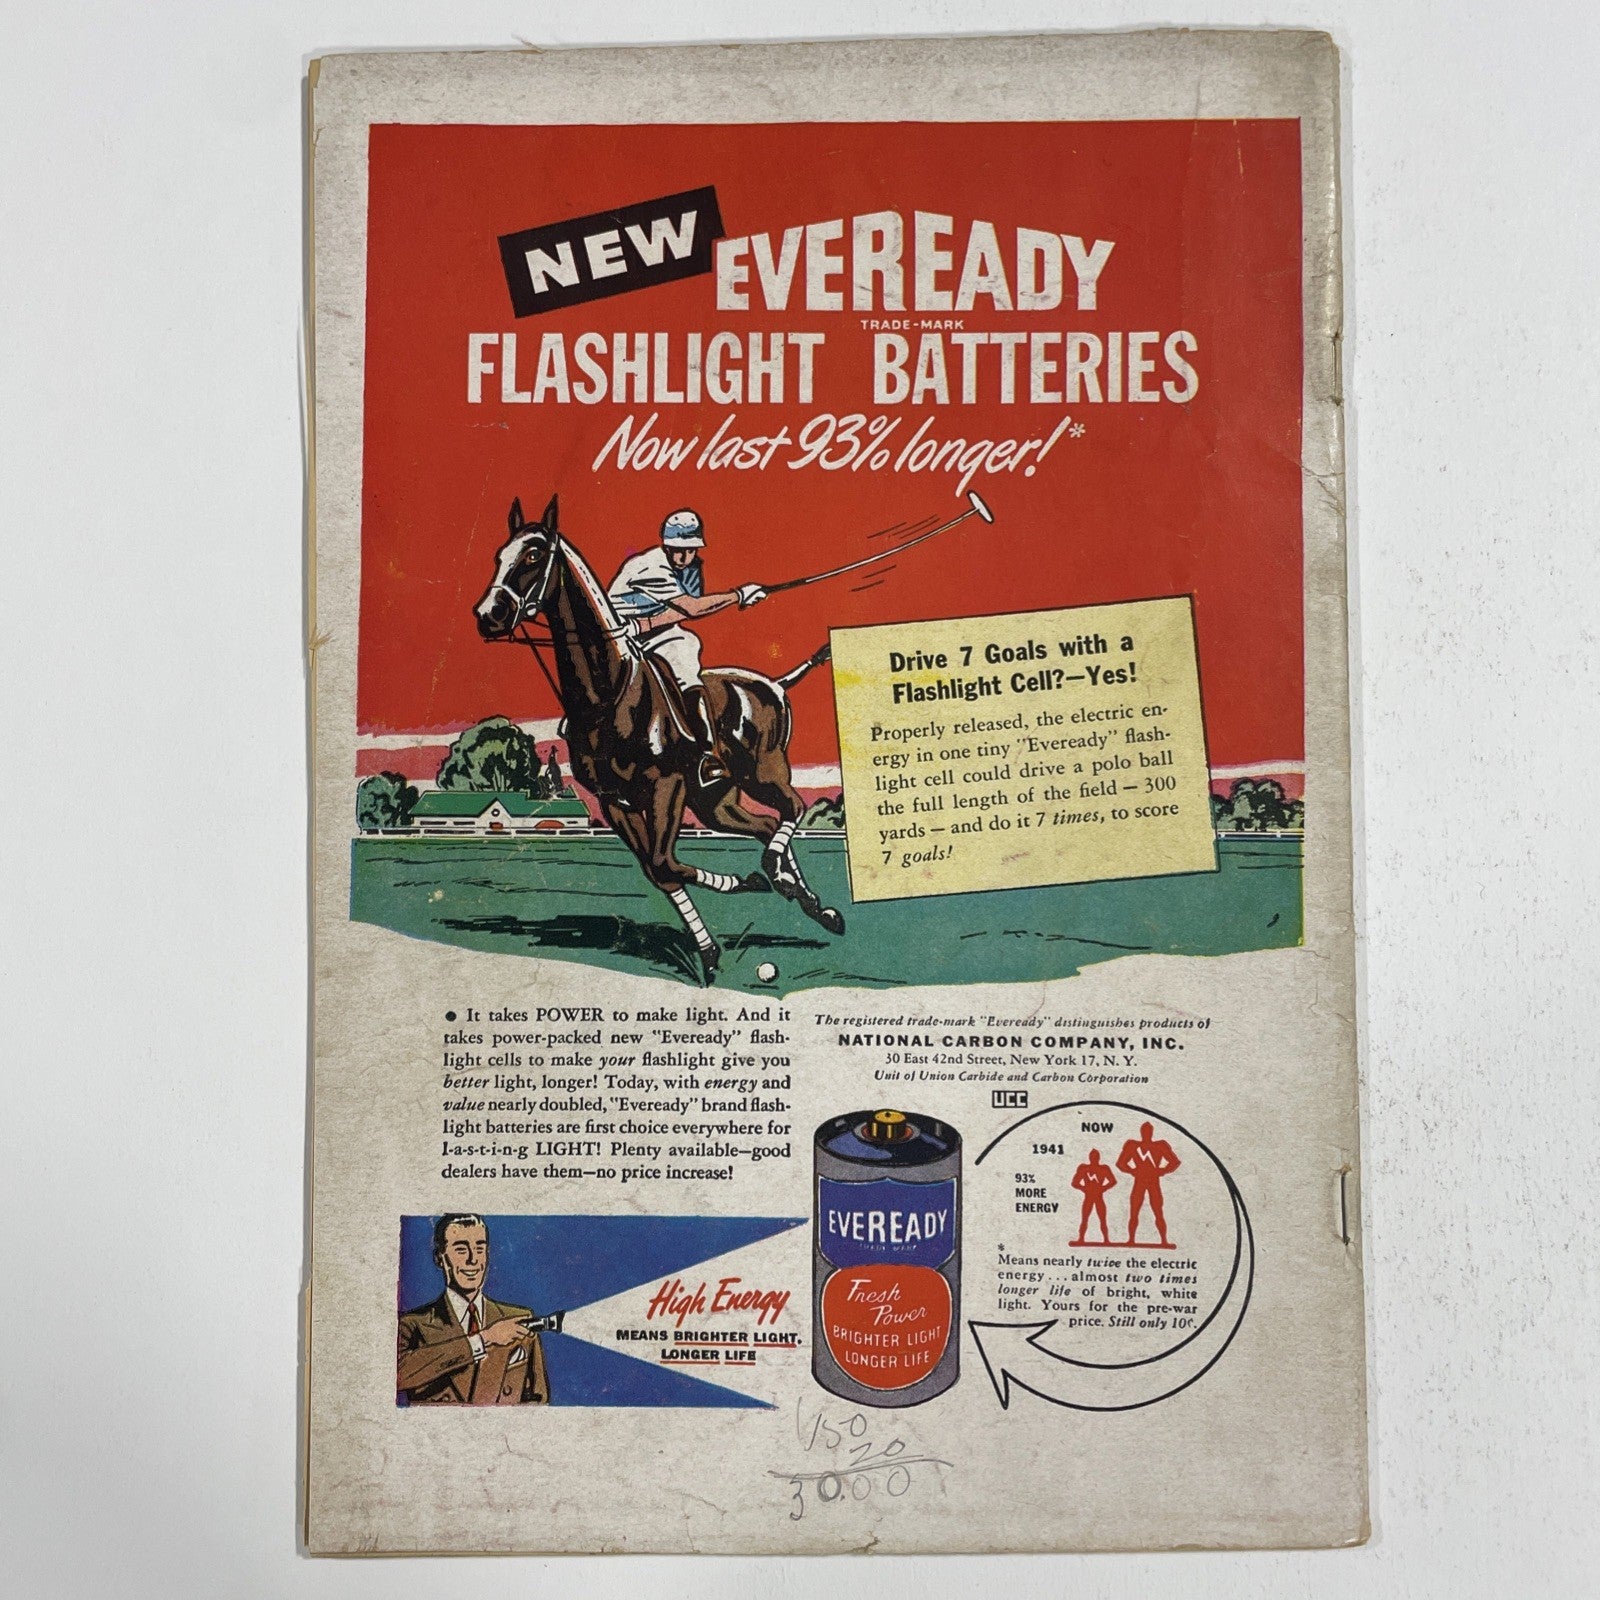 NEW EVEREADY
TRADE-MARK
FLASHLIGHT BATTERIES
Now last 93% longer!*
Drive 7 Goals with a
Flashlight Cell?—Yes!
Properly released, the electric en-
ergy in one tiny "Eveready" flash-
light cell could drive a polo ball
the full length of the field — 300
yards — and do it 7 times, to score
7 goals!
● It takes POWER to make light. And it
takes power-packed new "Eveready" flash-
light cells to make your flashlight give you
better light, longer! Today, with energy and
value nearly doubled, "Eveready" brand flash-
light batteries are first choice everywhere for
l-a-s-t-i-n-g LIGHT! Plenty available—good
dealers have them—no price increase!
The registered trade-mark "Eveready" distinguishes products of
NATIONAL CARBON COMPANY, INC.
30 East 42nd Street, New York 17, N. Y.
Unit of Union Carbide and Carbon Corporation
UCC
High Energy
MEANS BRIGHTER LIGHT,
LONGER LIFE
EVEREADY
TRADE-MARK
Fresh
Power
BRIGHTER LIGHT
LONGER LIFE
NOW
1941
93%
MORE
ENERGY
*
Means nearly twice the electric
energy...almost two times
longer life of bright, white
light. Yours for the pre-war
price. Still only 10¢.
150
20
30.00